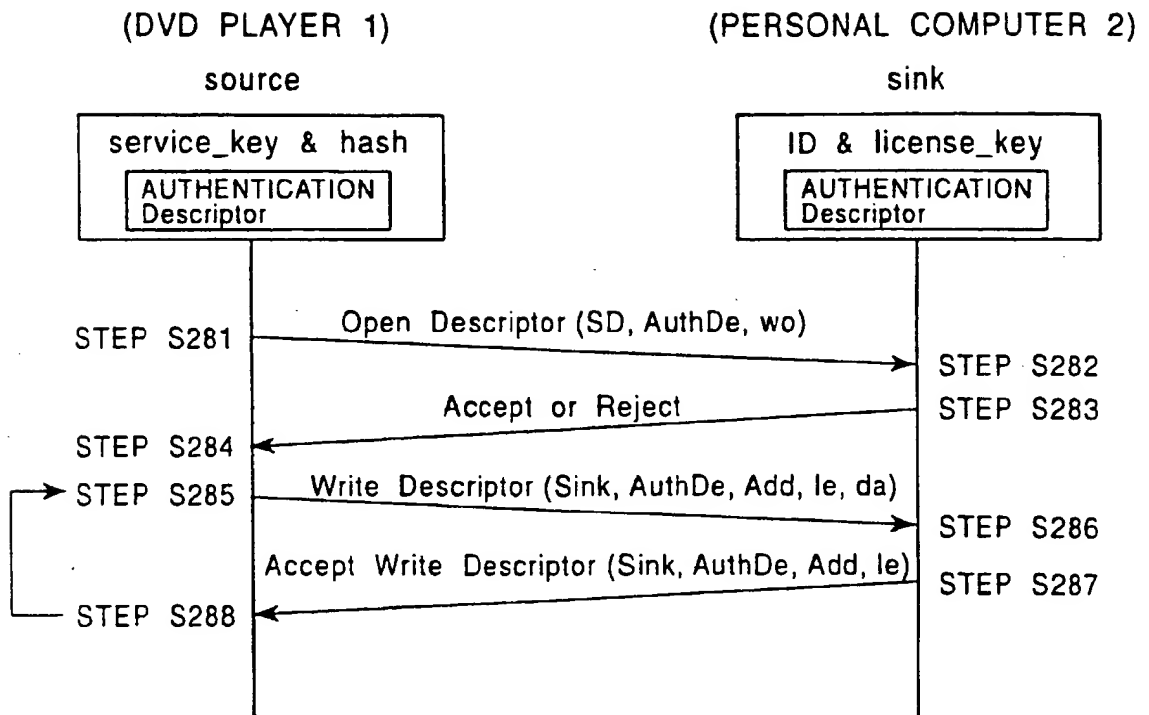 (DVD PLAYER 1)
(PERSONAL COMPUTER 2)
source
sink
service_key & hash
AUTHENTICATION
Descriptor
ID & license_key
AUTHENTICATION
Descriptor
STEP S281
Open Descriptor (SD, AuthDe, wo)
STEP S282
Accept or Reject
STEP S283
STEP S284
STEP S285
Write Descriptor (Sink, AuthDe, Add, le, da)
STEP S286
Accept Write Descriptor (Sink, AuthDe, Add, le)
STEP S287
STEP S288